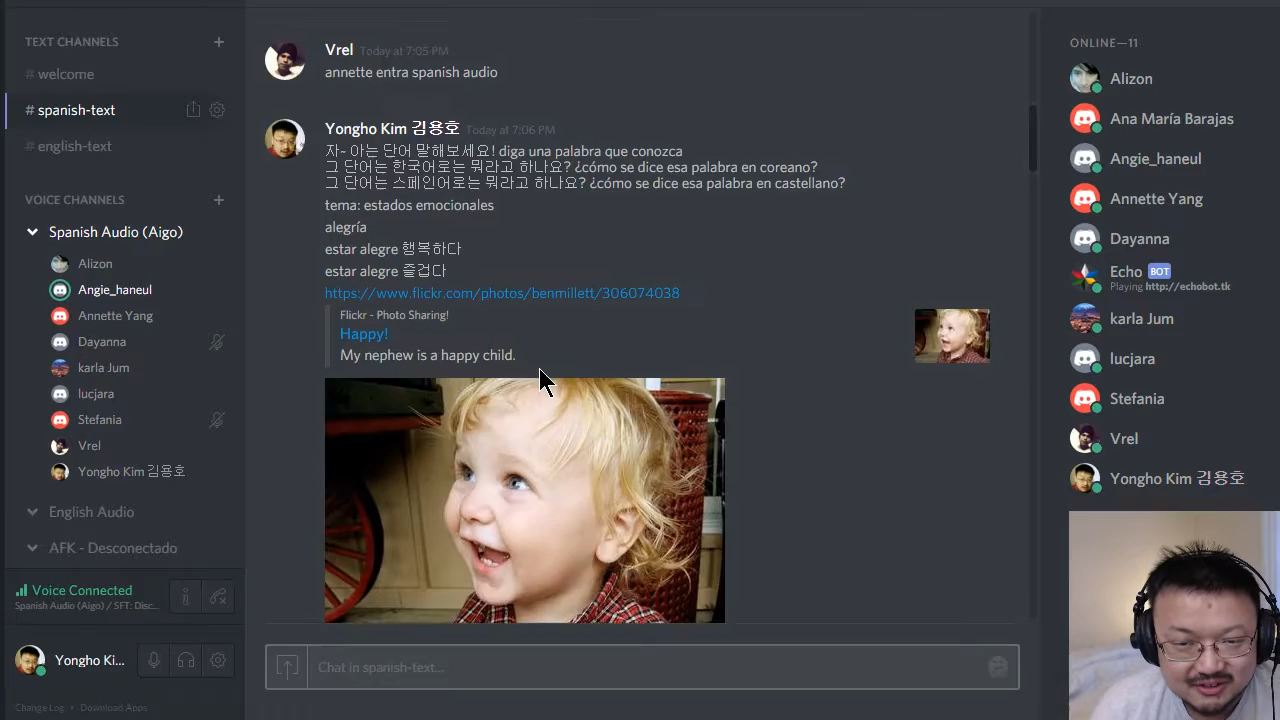 TEXT CHANNELS +
# welcome
# spanish-text
# english-text
VOICE CHANNELS +
Spanish Audio (Aigo)
Alizon
Angie_haneul
Annette Yang
Dayanna
karla Jum
lucjara
Stefania
Vrel
Yongho Kim 김용호
English Audio
AFK - Desconectado
Voice Connected
Spanish Audio (Aigo) / SFT: Disc...
Yongho Ki...
Change Log • Download Apps
Vrel Today at 7:05 PM
annette entra spanish audio
Yongho Kim 김용호 Today at 7:06 PM
자~ 아는 단어 말해보세요! diga una palabra que conozca
그 단어는 한국어로는 뭐라고 하나요? ¿cómo se dice esa palabra en coreano?
그 단어는 스페인어로는 뭐라고 하나요? ¿cómo se dice esa palabra en castellano?
tema: estados emocionales
alegría
estar alegre 행복하다
estar alegre 즐겁다
https://www.flickr.com/photos/benmillett/306074038
Flickr - Photo Sharing!
Happy!
My nephew is a happy child.
Chat in spanish-text...
ONLINE—11
Alizon
Ana María Barajas
Angie_haneul
Annette Yang
Dayanna
Echo BOT
Playing http://echobot.tk
karla Jum
lucjara
Stefania
Vrel
Yongho Kim 김용호